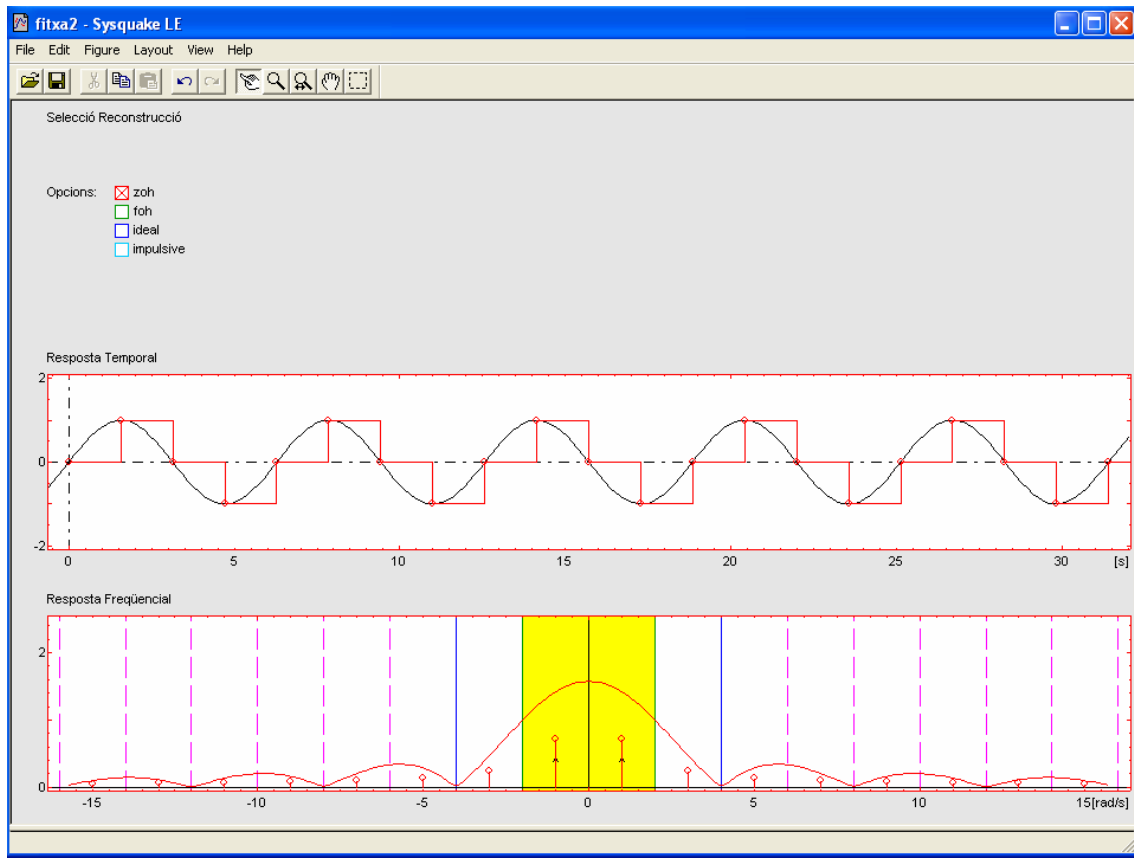 fitxa2 - Sysquake LE
File Edit Figure Layout View Help
Selecció Reconstrucció
Opcions: zoh
foh
ideal
impulsive
Resposta Temporal
2
0
-2
0 5 10 15 20 25 30 [s]
Resposta Freqüencial
2
0
-15 -10 -5 0 5 10 15[rad/s]